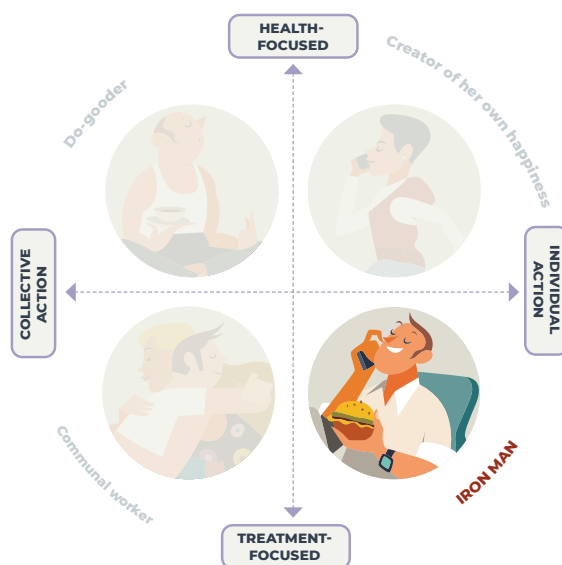 HEALTH-
FOCUSED
Do-gooder
Creator of her own happiness
COLLECTIVE
ACTION
INDIVIDUAL
ACTION
Communal worker
IRON MAN
TREATMENT-
FOCUSED